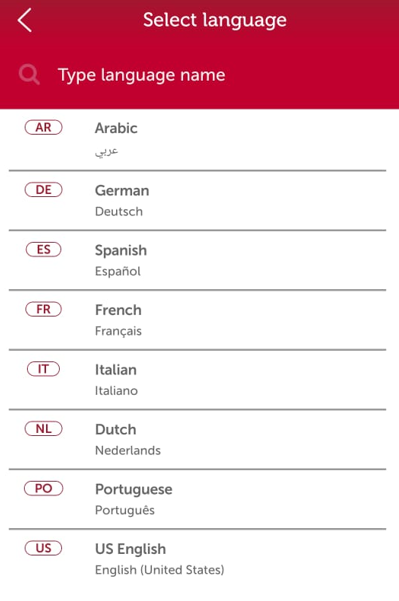 Select language
Type language name
AR
Arabic
عربي
DE
German
Deutsch
ES
Spanish
Español
FR
French
Français
IT
Italian
Italiano
NL
Dutch
Nederlands
PO
Portuguese
Português
US
US English
English (United States)